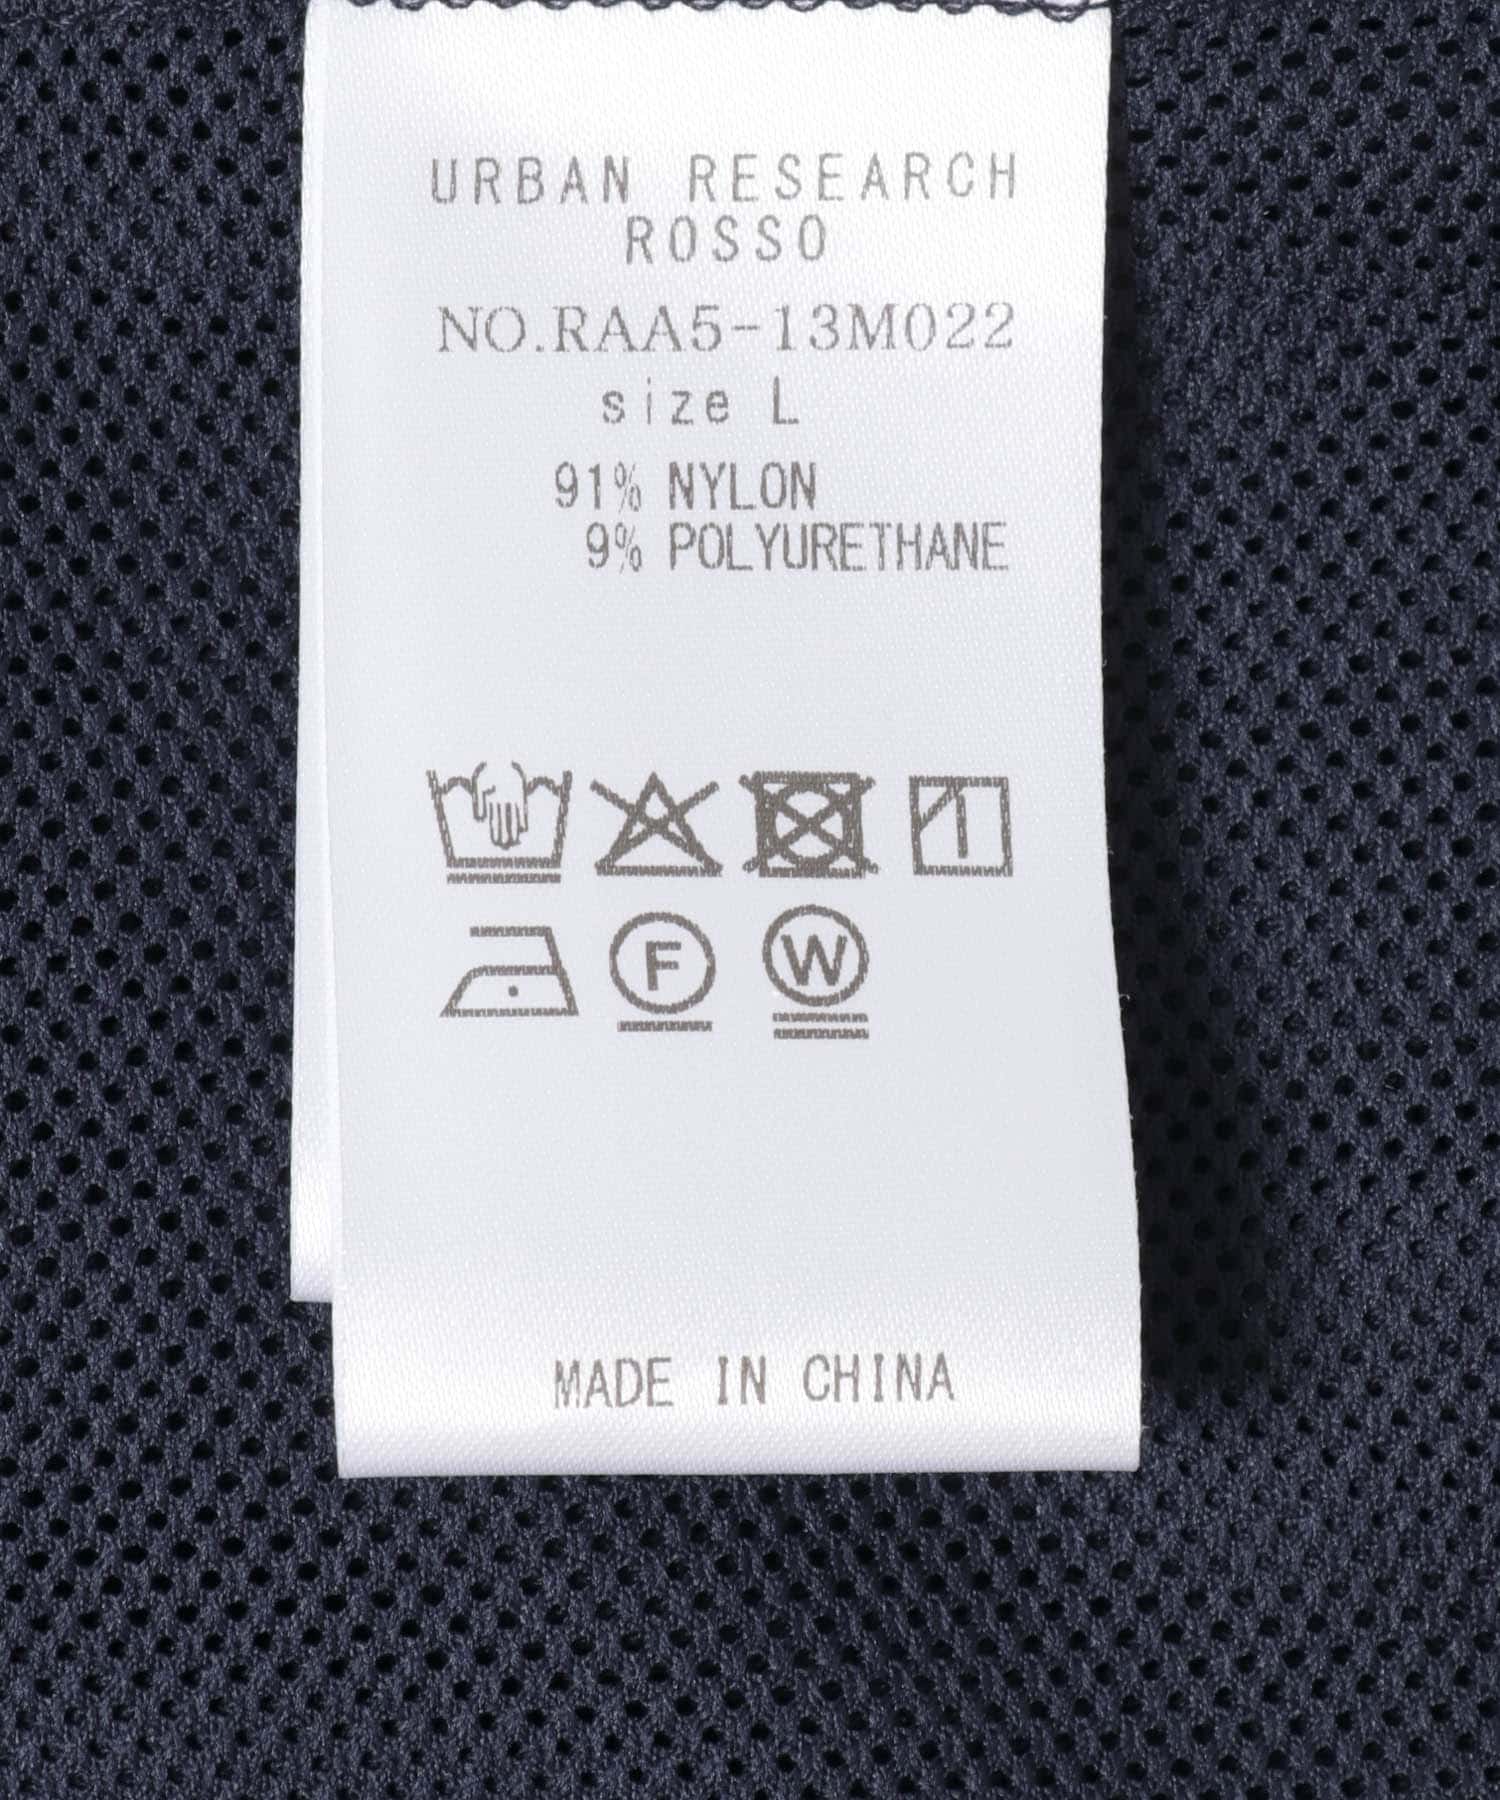 URBAN RESEARCH
ROSSO
NO.RAA5-13M022
size L
91% NYLON
9% POLYURETHANE
F W
MADE IN CHINA